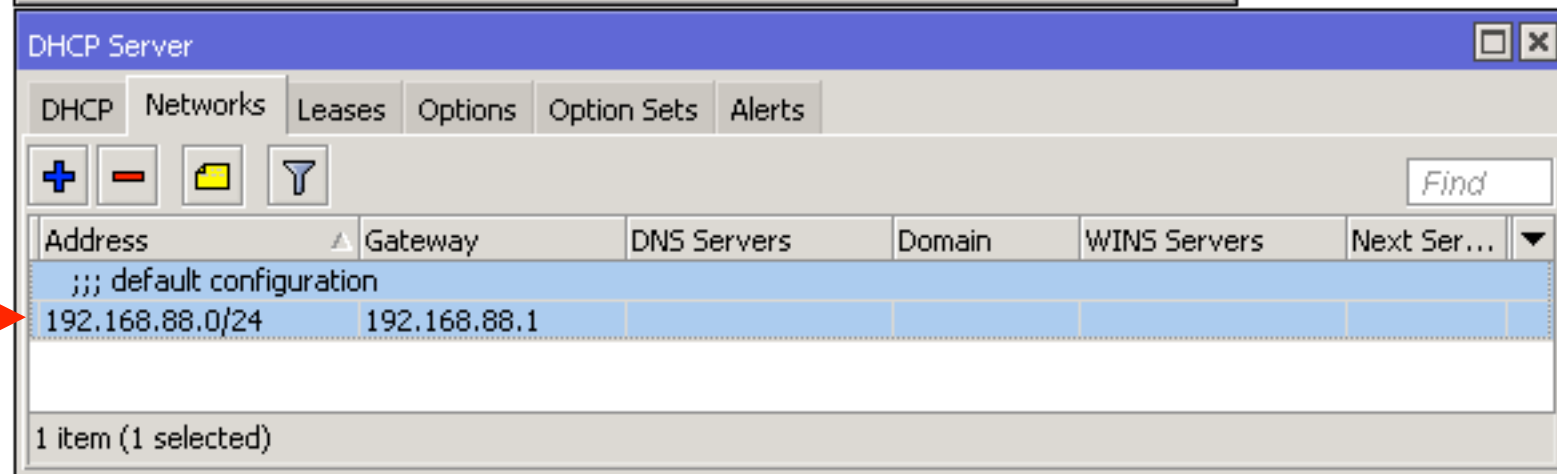 DHCP Server
DHCP Networks Leases Options Option Sets Alerts
Find
Address Gateway DNS Servers Domain WINS Servers Next Ser...
;;; default configuration
192.168.88.0/24 192.168.88.1
1 item (1 selected)